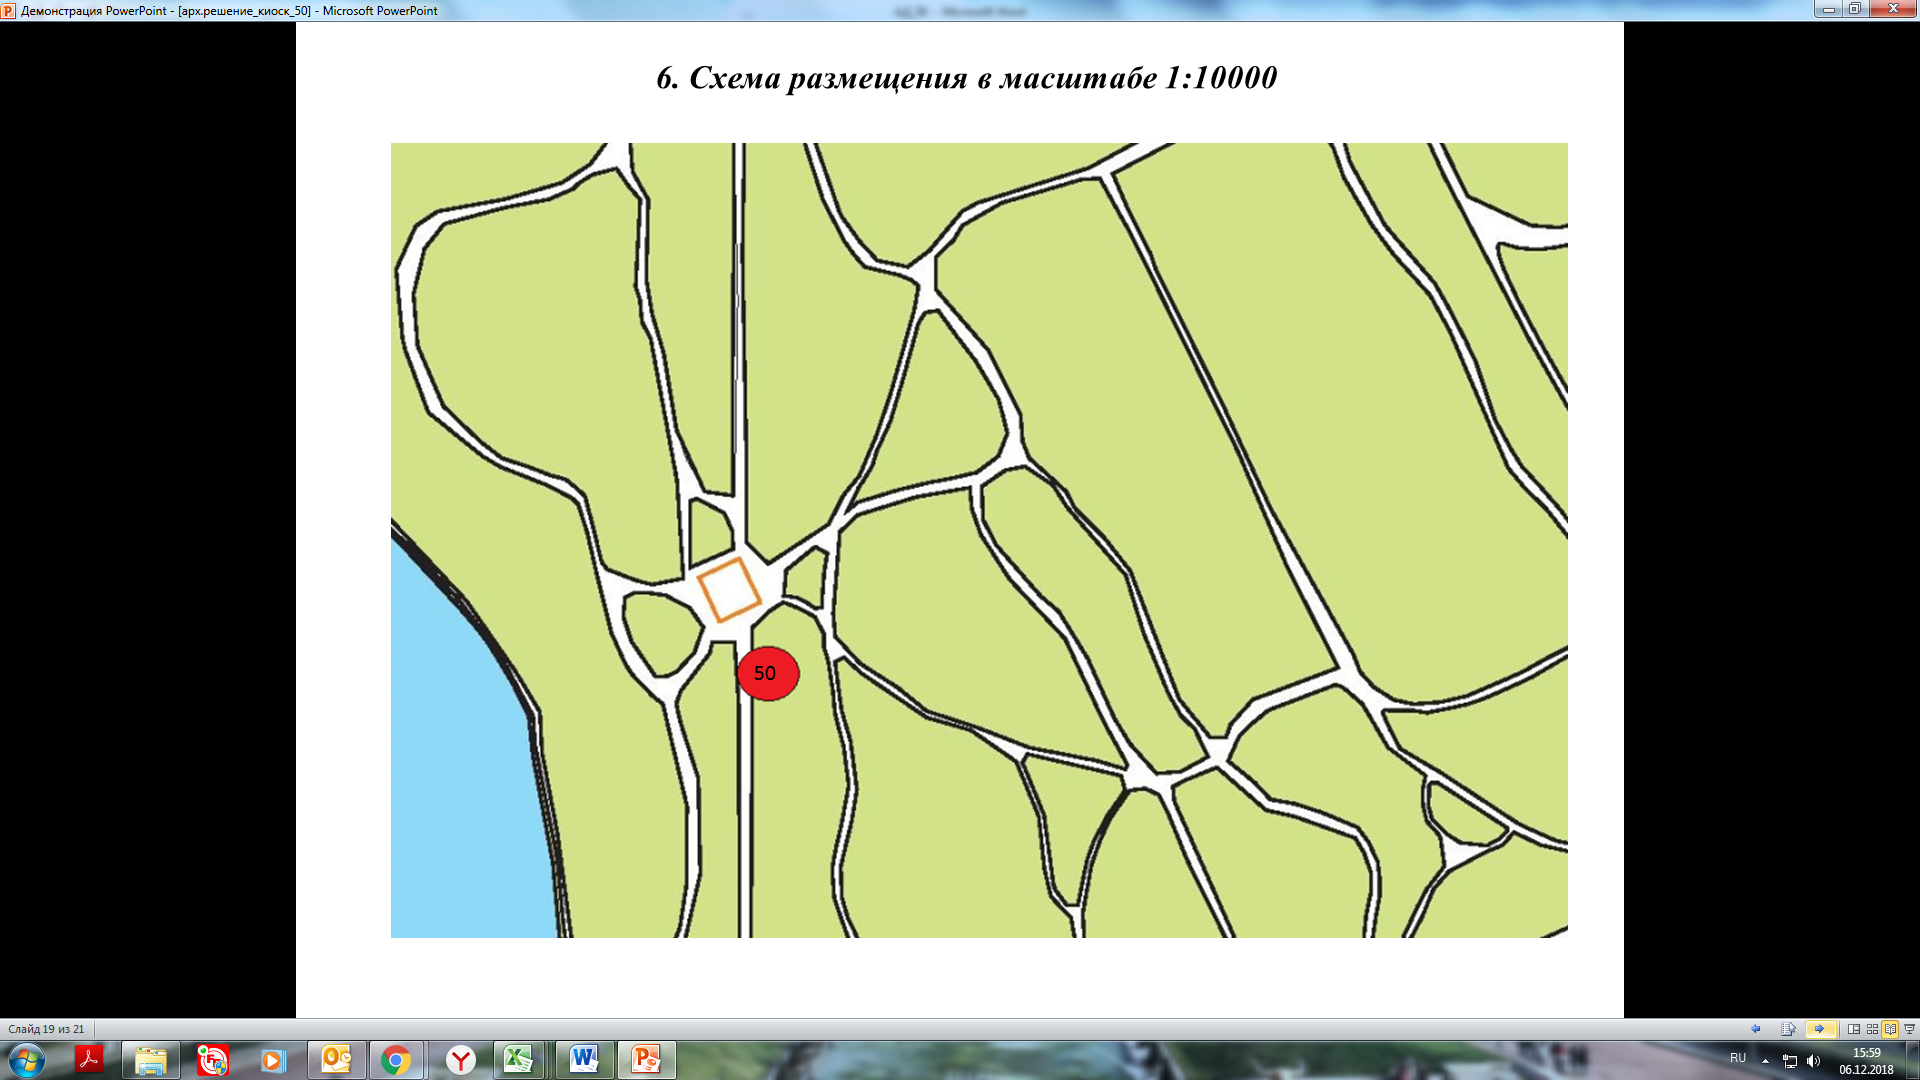 Демонстрация PowerPoint - [арх.решение_киоск_50] - Microsoft PowerPoint
6. Схема размещения в масштабе 1:10000
50
Слайд 19 из 21
RU
15:59
06.12.2018